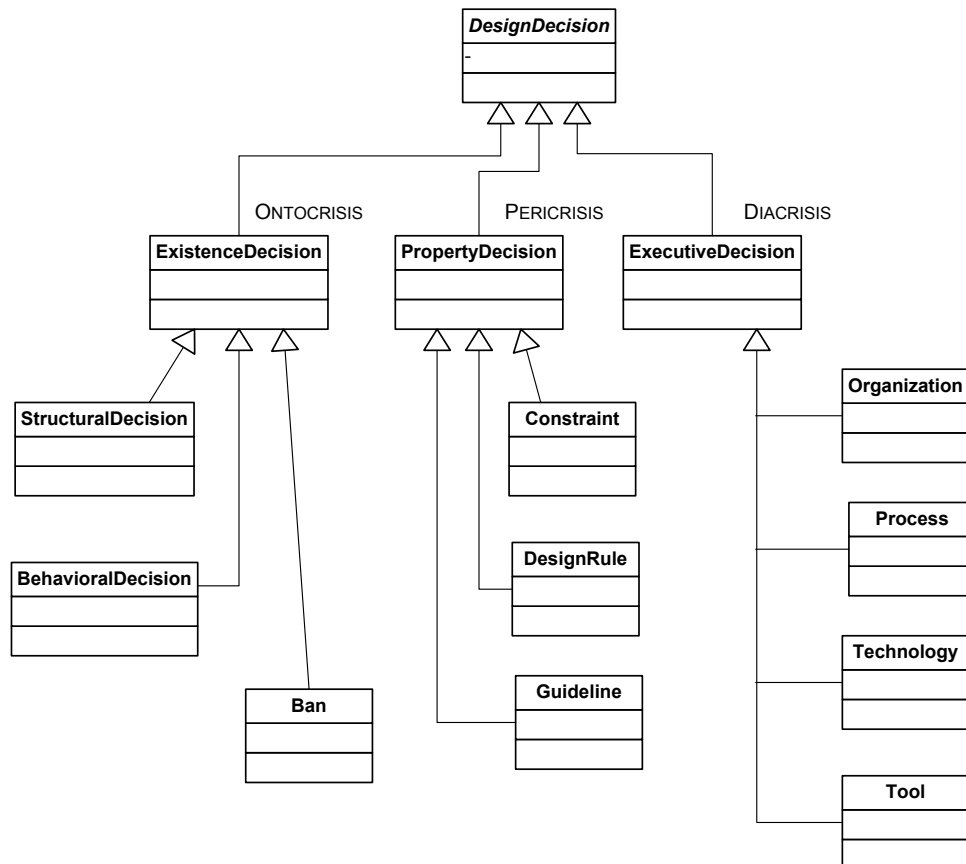 DesignDecision
-
ONTOCRISIS
PERICRISIS
DIACRISIS
ExistenceDecision
PropertyDecision
ExecutiveDecision
Organization
StructuralDecision
Constraint
Process
DesignRule
BehavioralDecision
Technology
Guideline
Ban
Tool